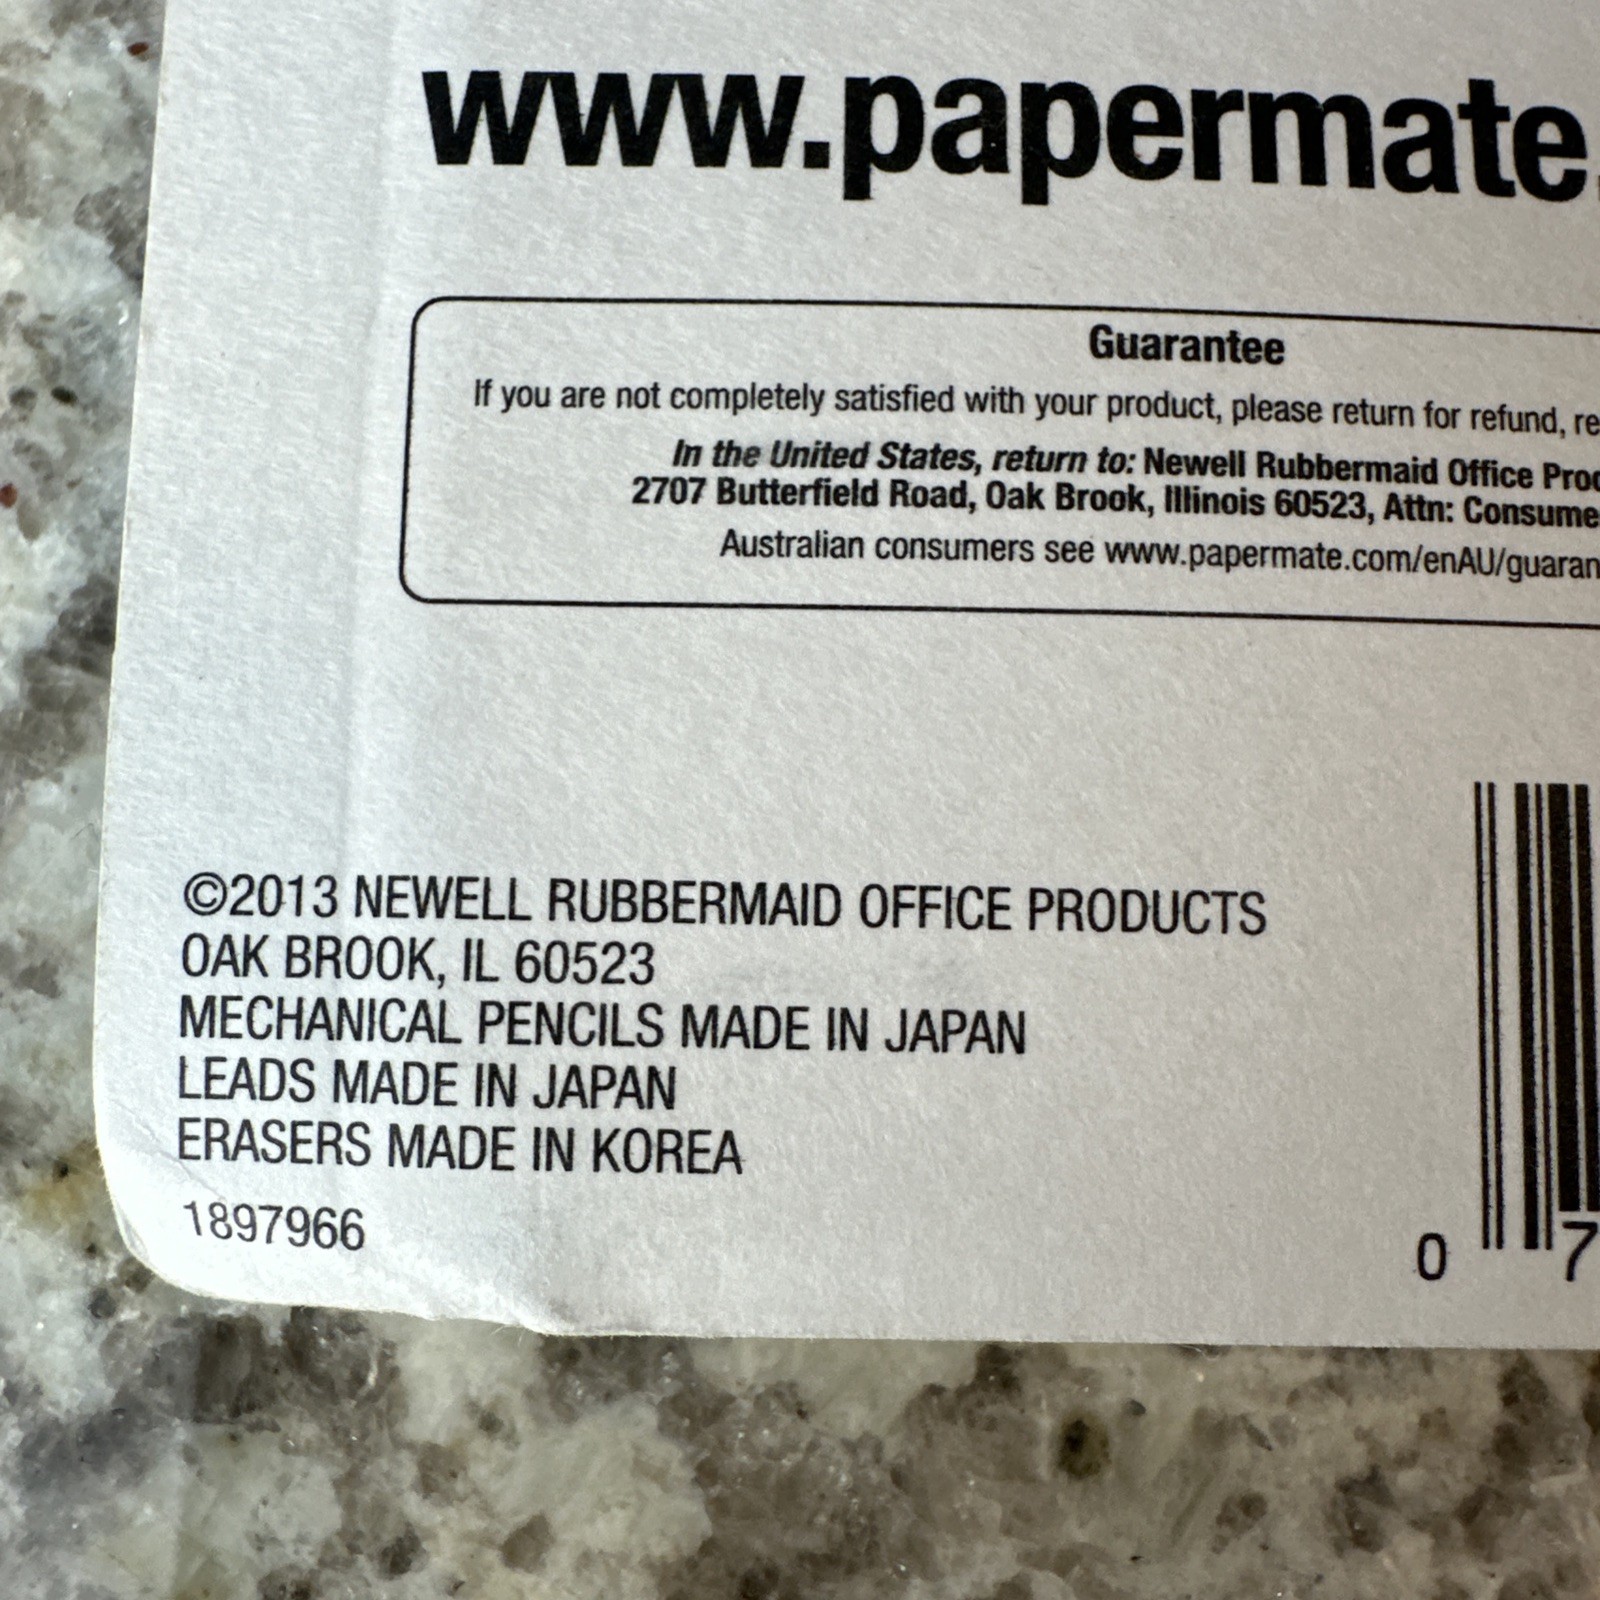 www.papermate.
Guarantee
If you are not completely satisfied with your product, please return for refund,
In the United States, return to: Newell Rubbermaid Office
2707 Butterfield Road, Oak Brook, Illinois 60523, Attn:
Australian consumers see
©2013 NEWELL RUBBERMAID OFFICE PRODUCTS
OAK BROOK, IL 60523
MECHANICAL PENCILS MADE IN JAPAN
LEADS MADE IN JAPAN
ERASERS MADE IN KOREA
1897966
0 7